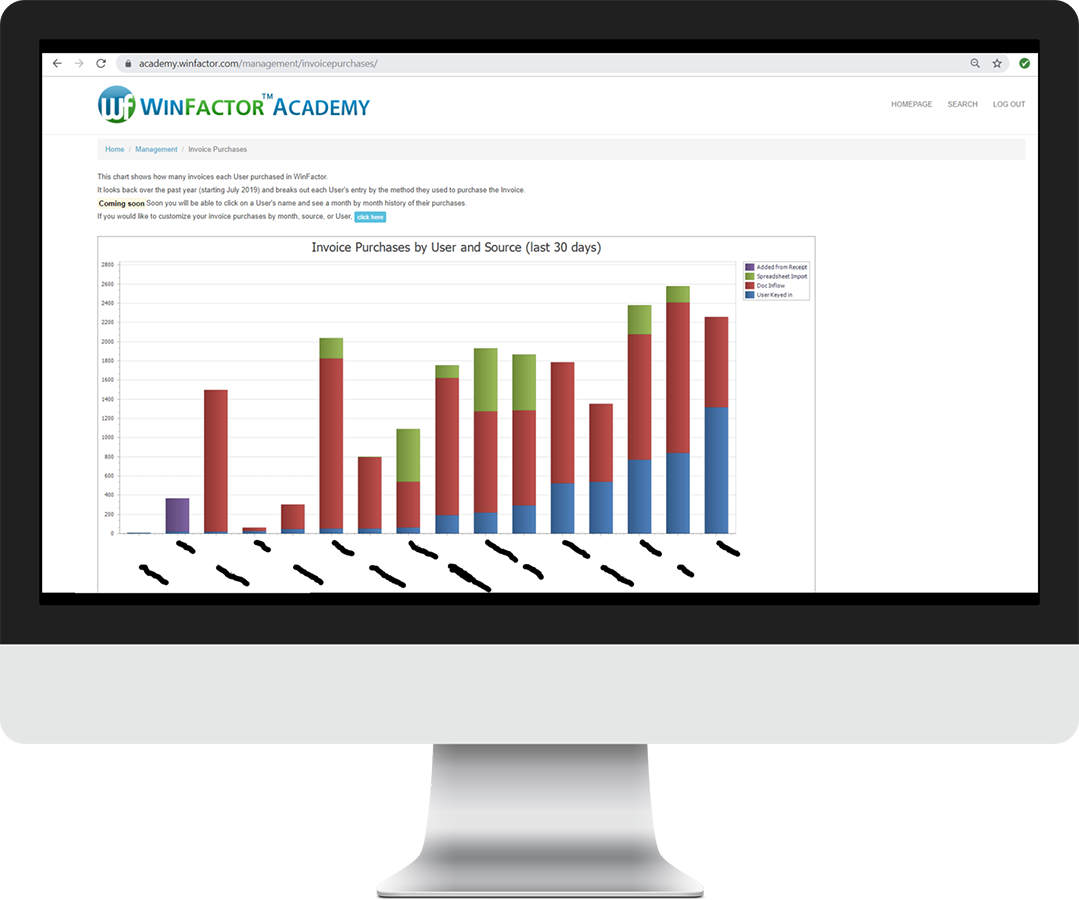 academy.winfactor.com/management/invoicepurchases/
Wf WINFACTOR™ ACADEMY
HOMEPAGE SEARCH LOG OUT
Home / Management / Invoice Purchases
This chart shows how many invoices each User purchased in WinFactor.
It looks back over the past year (starting July 2019) and breaks out each User's entry by the method they used to purchase the Invoice.
Coming soon Soon you will be able to click on a User's name and see a month by month history of their purchases.
If you would like to customize your invoice purchases by month, source, or User, click here
Invoice Purchases by User and Source (last 30 days)
2800
2600
2400
2200
2000
1800
1600
1400
1200
1000
800
600
400
200
0
Added from Receipt
Spreadsheet Import
Doc Inflow
User Keyed in